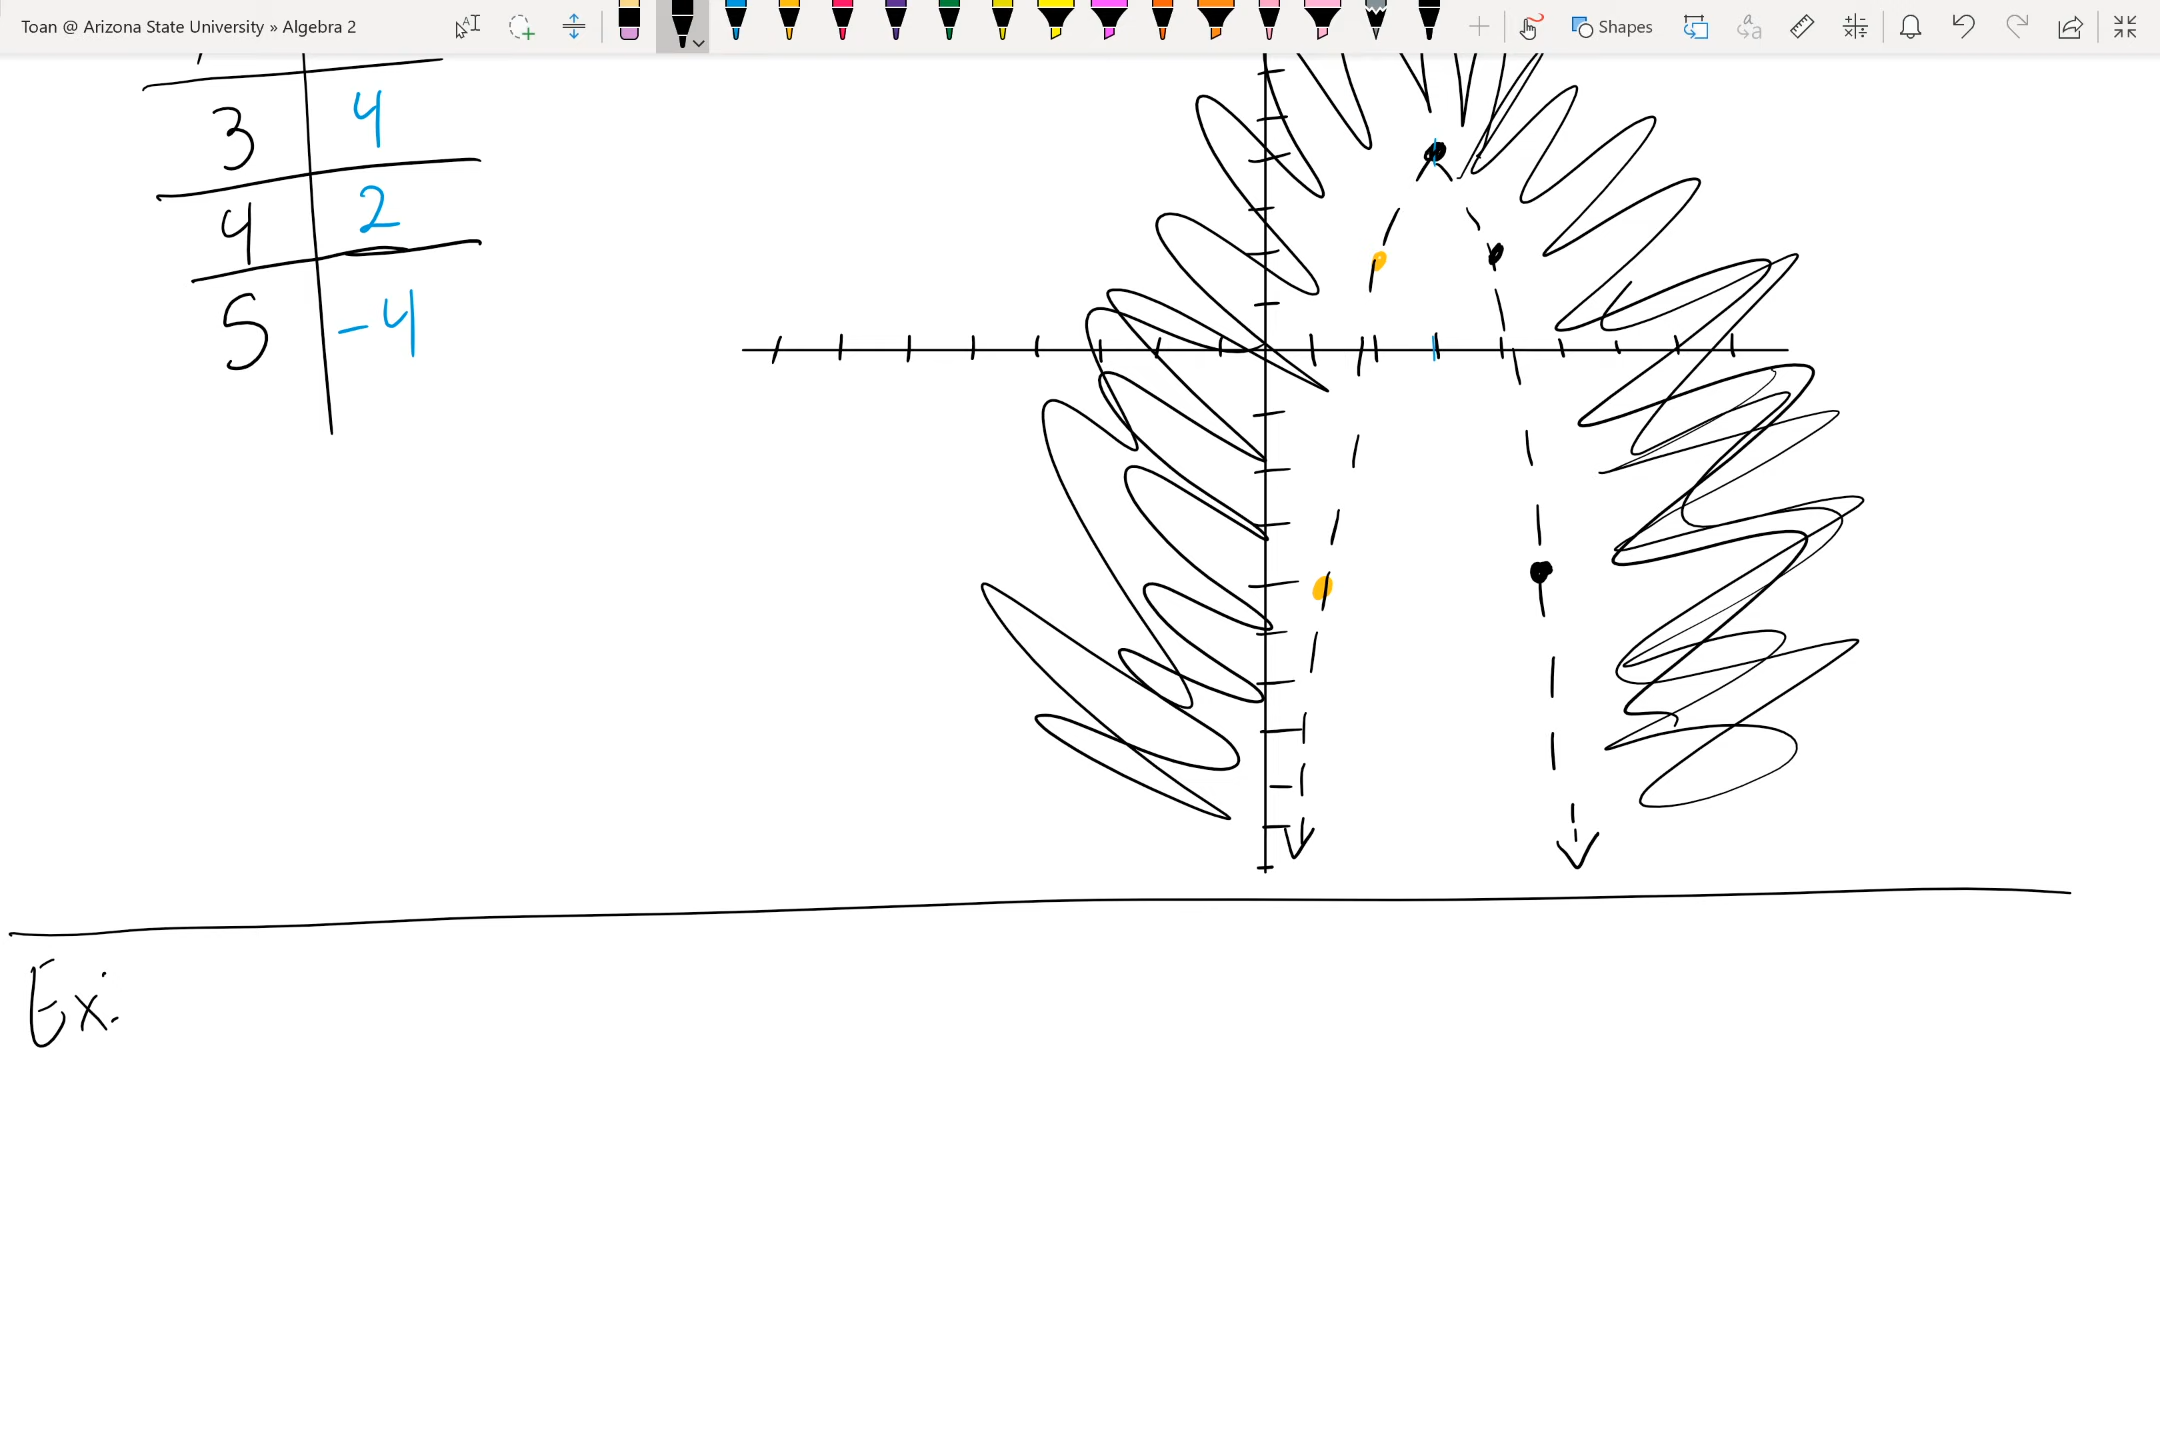 Toan @ Arizona State University » Algebra 2
Shapes
3 4
4 2
5 -4
Ex: